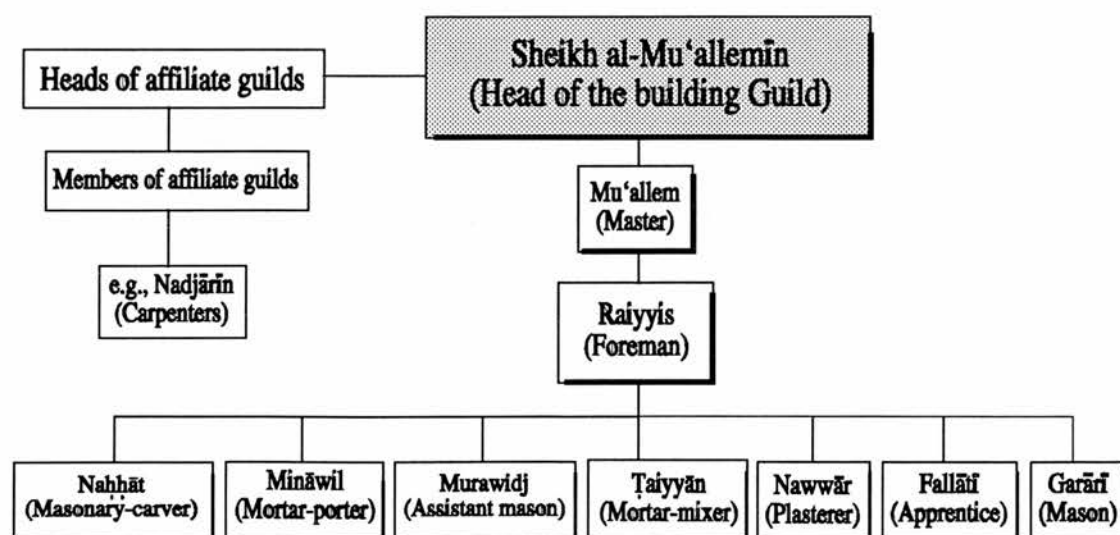 Sheikh al-Mu‘allemīn
(Head of the building Guild)
Heads of affiliate guilds
Members of affiliate guilds
e.g., Nadjārīn
(Carpenters)
Mu‘allem
(Master)
Raiyyis
(Foreman)
Naḥḥāt
(Masonary-carver)
Mināwil
(Mortar-porter)
Murawidj
(Assistant mason)
Ṭaiyyān
(Mortar-mixer)
Nawwār
(Plasterer)
Fallātī
(Apprentice)
Garārī
(Mason)